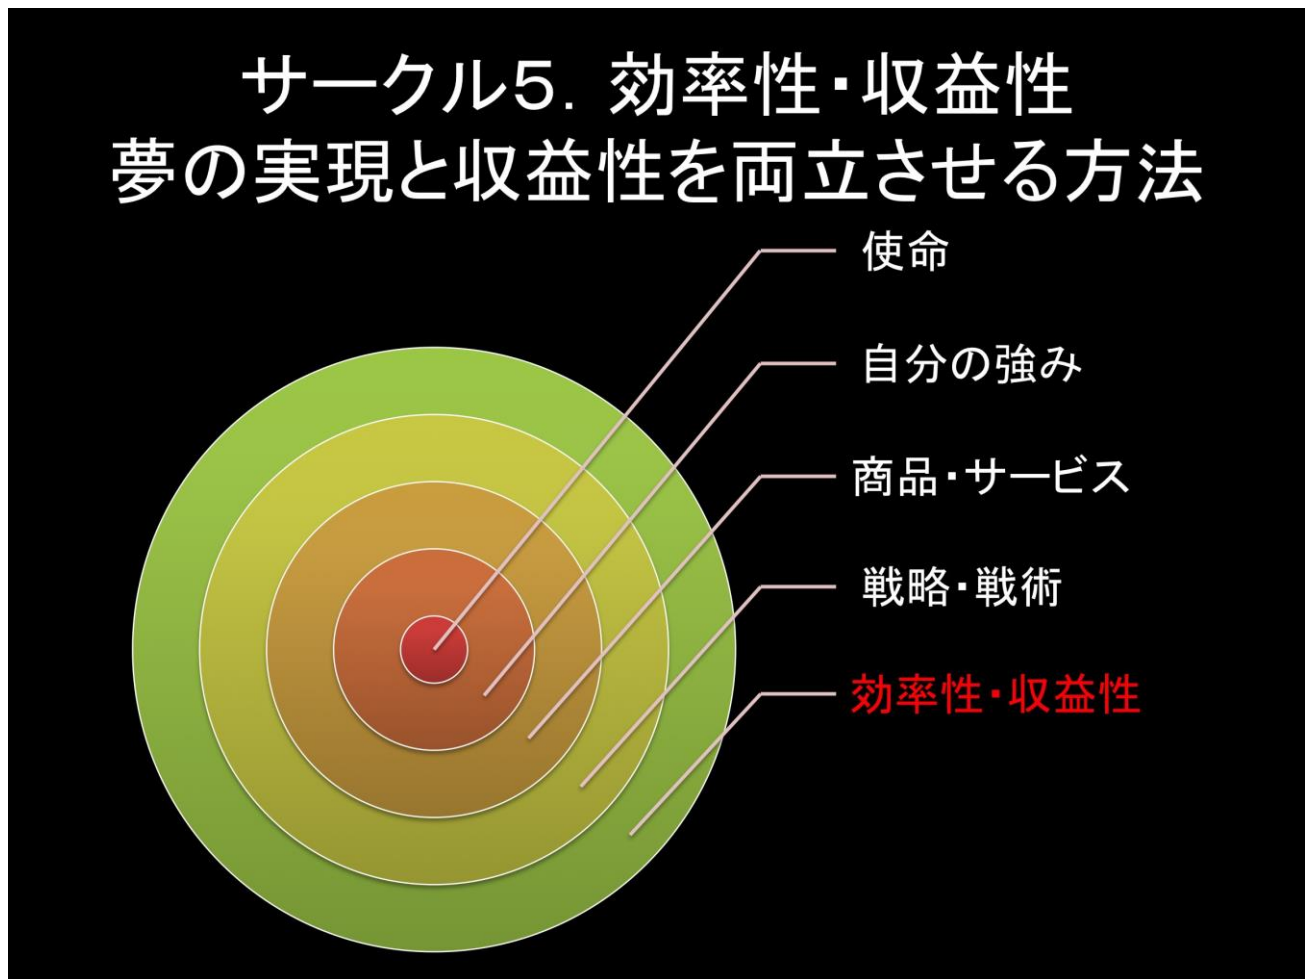 サークル5．効率性・収益性
夢の実現と収益性を両立させる方法
使命
自分の強み
商品・サービス
戦略・戦術
効率性・収益性